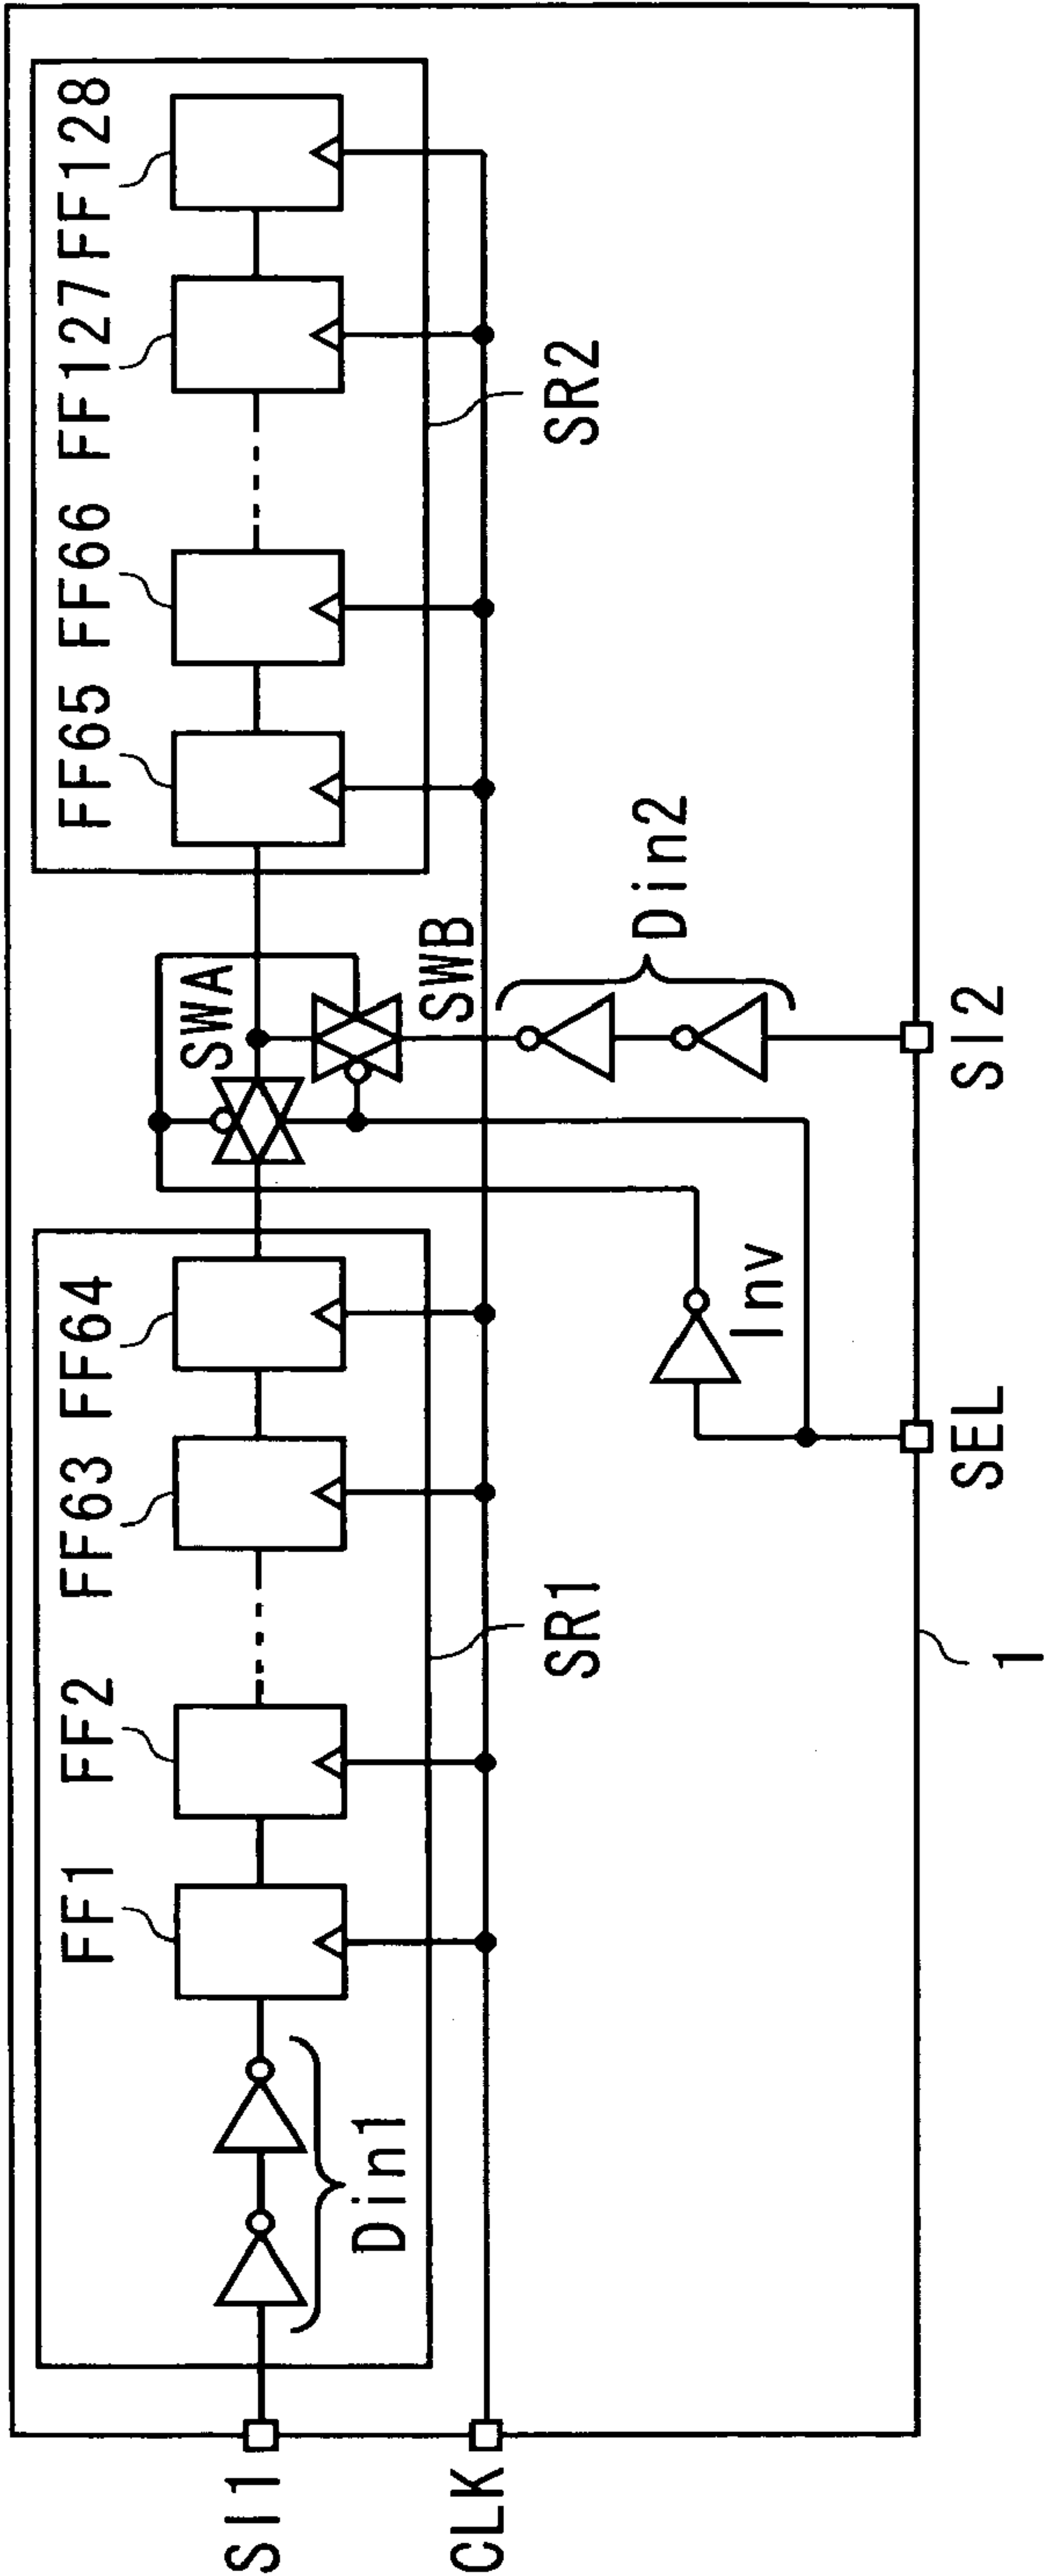 FF1
FF2
FF63
FF64
FF65
FF66
FF127
FF128
SWA
SWB
SI1
Din1
SR1
SR2
CLK
Inv
Din2
SEL
SI2
1